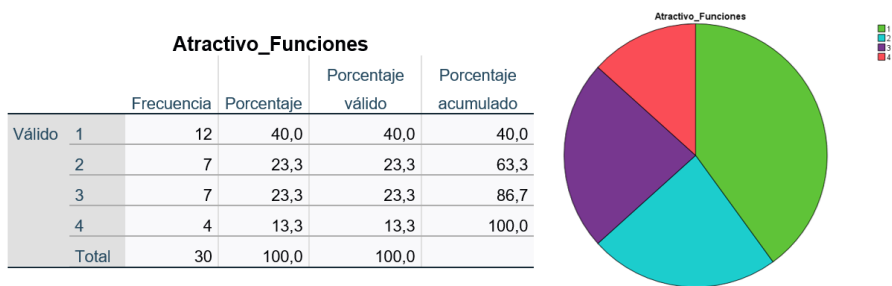 Atractivo_Funciones
Frecuencia Porcentaje Porcentaje válido Porcentaje acumulado
Válido 1 12 40,0 40,0 40,0
2 7 23,3 23,3 63,3
3 7 23,3 23,3 86,7
4 4 13,3 13,3 100,0
Total 30 100,0 100,0
Atractivo_Funciones
1
2
3
4